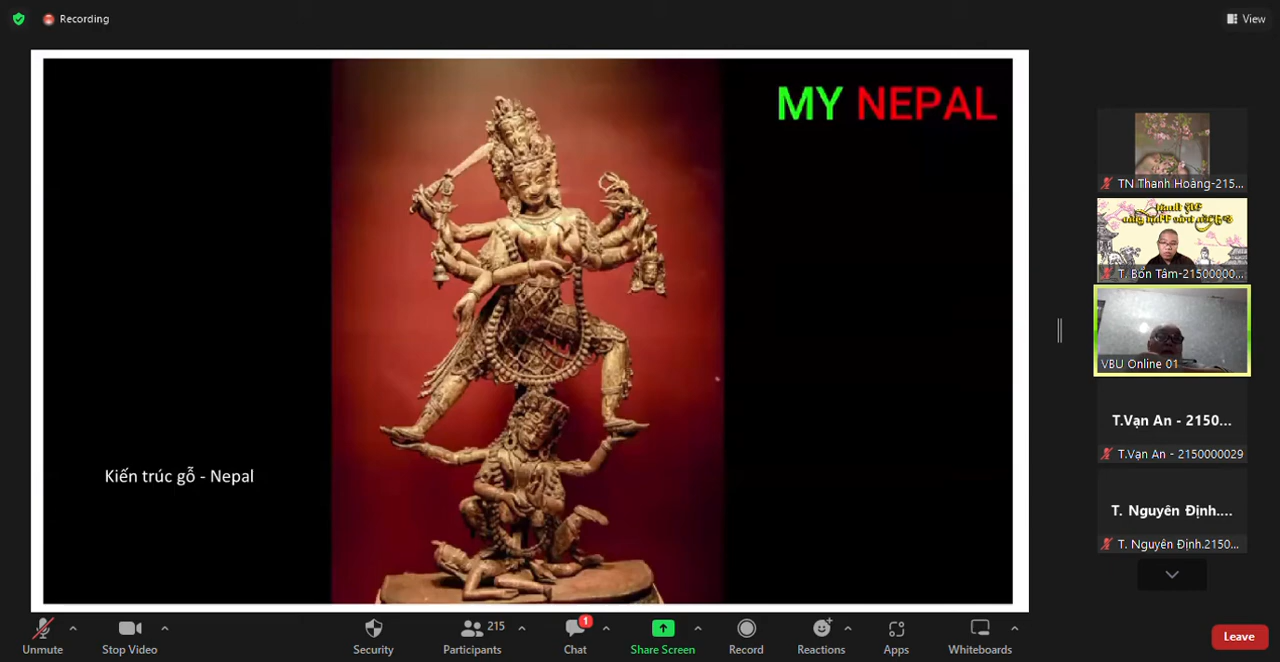 Recording
View
MY NEPAL
Kiến trúc gỗ - Nepal
TN Thanh Hoàng-215...
T. Bổn Tâm-21500000...
VBU Online 01
T.Vạn An - 2150...
T.Vạn An - 2150000029
T. Nguyên Định....
T. Nguyên Định.2150...
Unmute
Stop Video
Security
215
Participants
1
Chat
Share Screen
Record
Reactions
Apps
Whiteboards
Leave